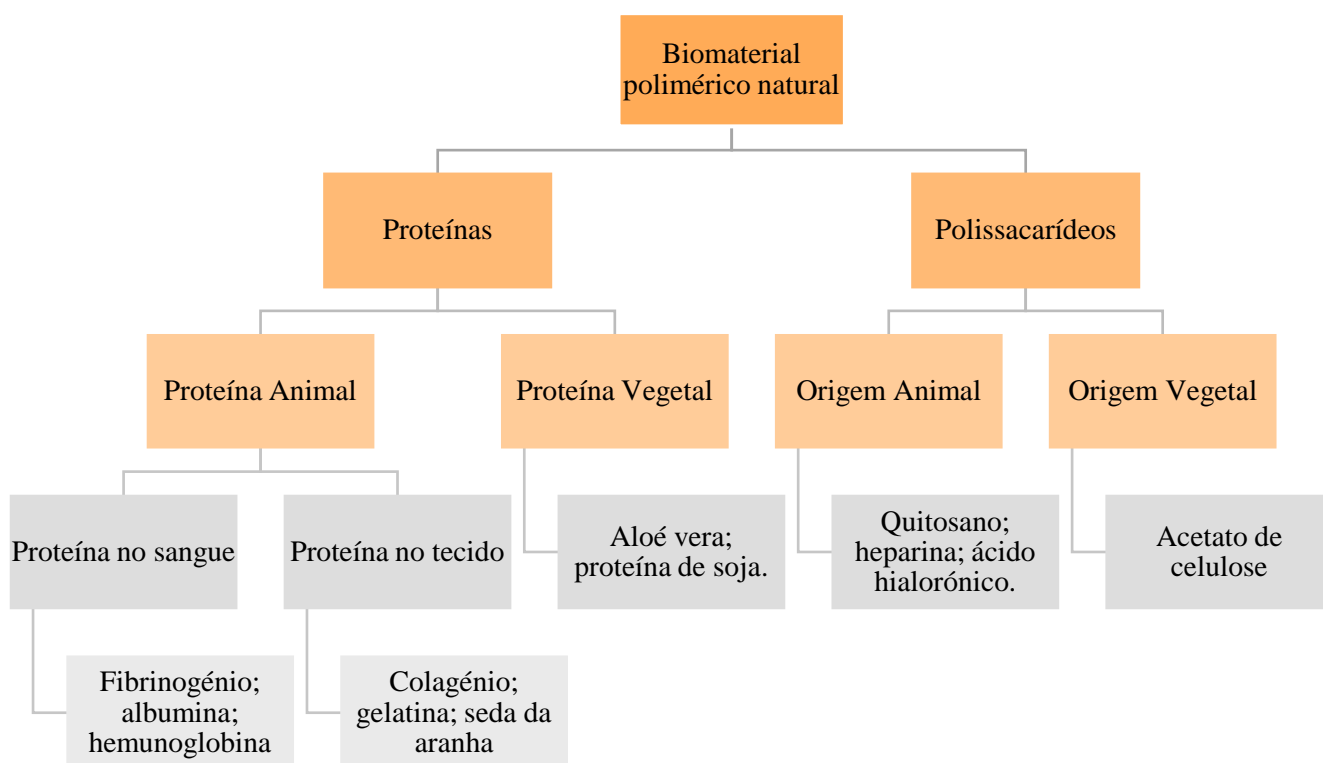 Biomaterial
polimérico natural
Proteínas
Polissacarídeos
Proteína Animal
Proteína Vegetal
Origem Animal
Origem Vegetal
Proteína no sangue
Proteína no tecido
Aloé vera;
proteína de soja.
Quitosano;
heparina; ácido
hialorónico.
Acetato de
celulose
Fibrinogénio;
albumina;
hemunoglobina
Colagénio;
gelatina; seda da
aranha